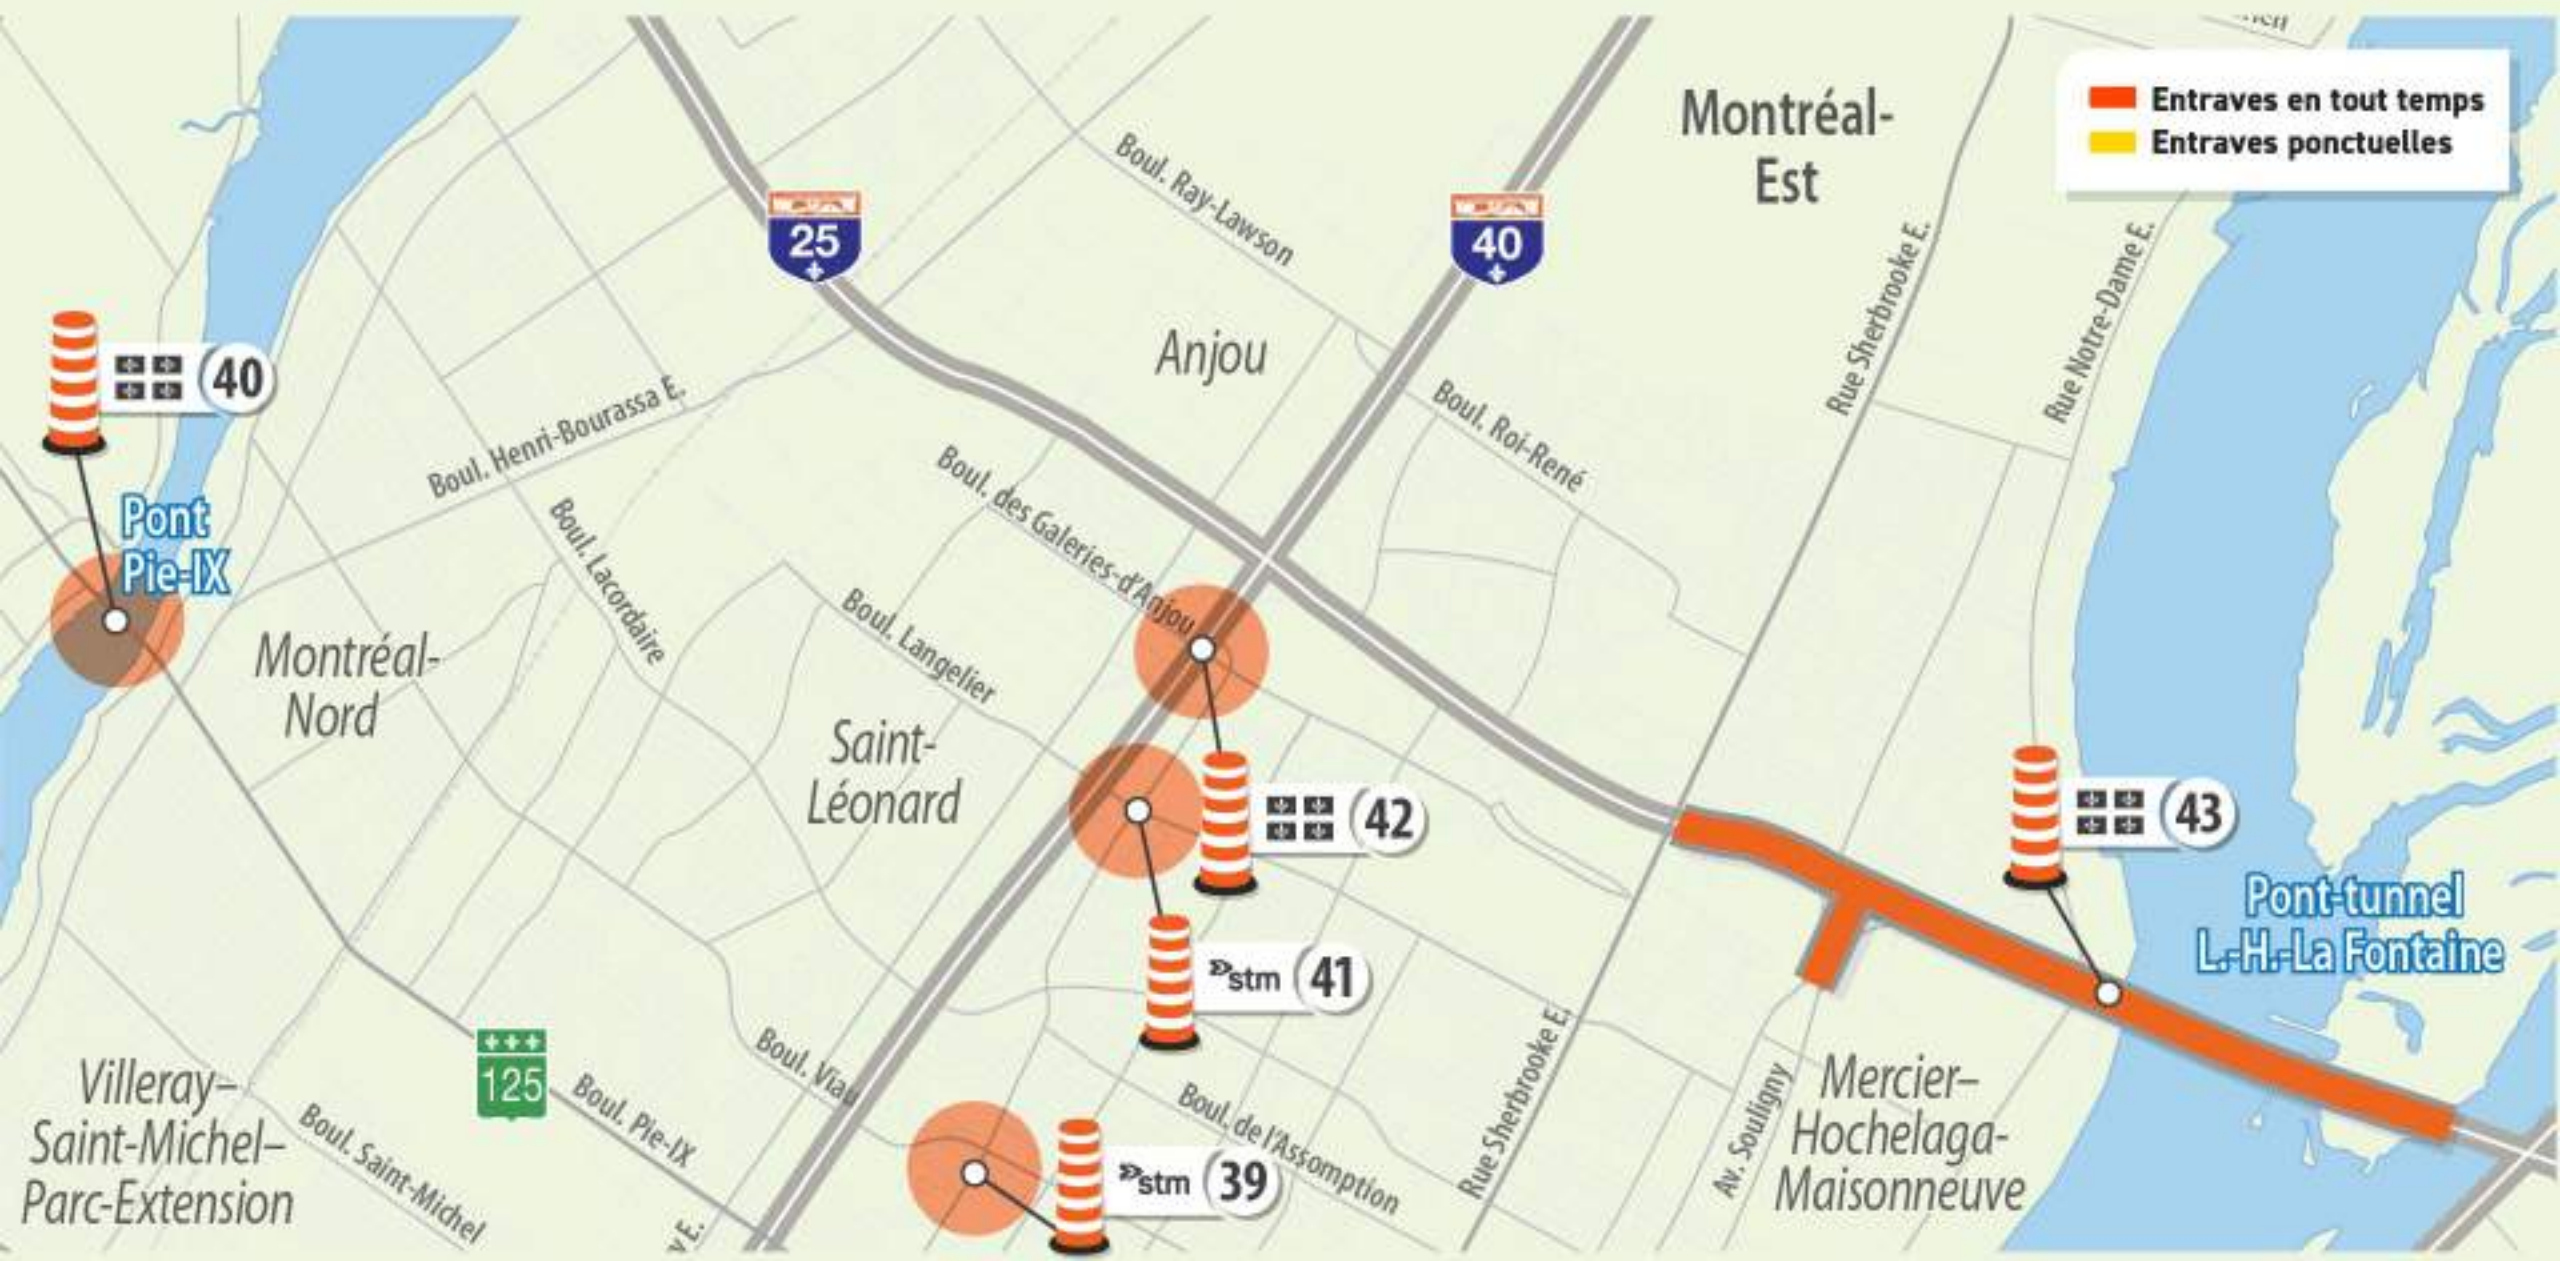 Entraves en tout temps
Entraves ponctuelles
Montréal-
Est
25
40
Boul. Ray-Lawson
Anjou
Rue Sherbrooke E.
Rue Notre-Dame E.
40
Boul. Henri-Bourassa E.
Boul. Roi-René
Boul. des Galeries-d'Anjou
Pont
Pie-IX
Boul. Lacordaire
Boul. Langelier
Montréal-
Nord
Saint-
Léonard
42
43
Pont-tunnel
L.-H.-La Fontaine
stm 41
125
Boul. Viau
Boul. Pie-IX
Villeray–
Saint-Michel–
Parc-Extension
Boul. Saint-Michel
stm 39
Boul. de l'Assomption
Rue Sherbrooke E.
Av. Souligny
Mercier–
Hochelaga-
Maisonneuve